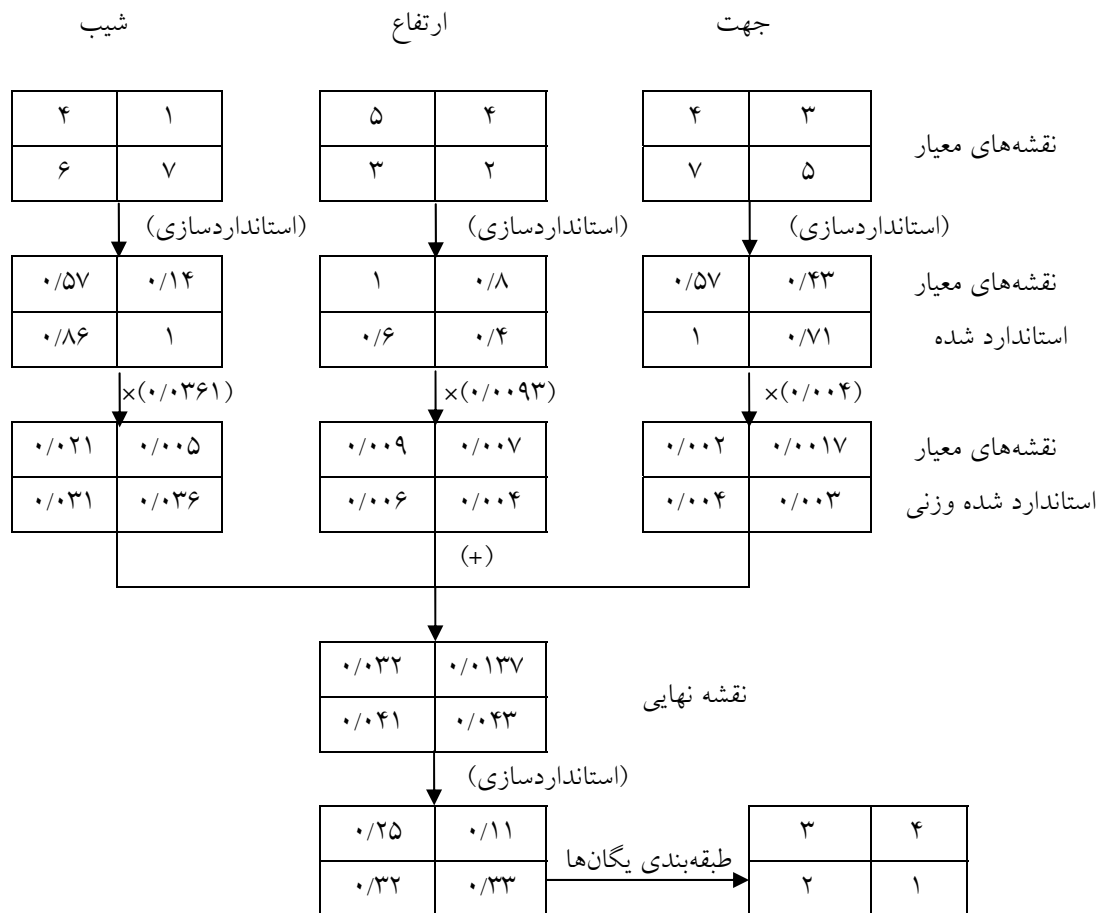 جهت ارتفاع شیب
۳ ۴ ۴ ۵ ۱ ۴
نقشه‌های معیار
۵ ۷ ۲ ۳ ۷ ۶
(استانداردسازی) (استانداردسازی) (استانداردسازی)
نقشه‌های معیار ۰/۴۳ ۰/۵۷ ۰/۸ ۱ ۰/۱۴ ۰/۵۷
استاندارد شده ۰/۷۱ ۱ ۰/۴ ۰/۶ ۱ ۰/۸۶
×(۰/۰۰۴) ×(۰/۰۰۹۳) ×(۰/۰۳۶۱)
نقشه‌های معیار ۰/۰۰۱۷ ۰/۰۰۲ ۰/۰۰۷ ۰/۰۰۹ ۰/۰۰۵ ۰/۰۲۱
استاندارد شده وزنی ۰/۰۰۳ ۰/۰۰۴ ۰/۰۰۴ ۰/۰۰۶ ۰/۰۳۶ ۰/۰۳۱
(+)
۰/۰۱۳۷ ۰/۰۳۲
نقشه نهایی
۰/۰۴۳ ۰/۰۴۱
(استانداردسازی)
۴ ۳ ۰/۱۱ ۰/۲۵
طبقه‌بندی یگان‌ها
۱ ۲ ۰/۳۳ ۰/۳۲